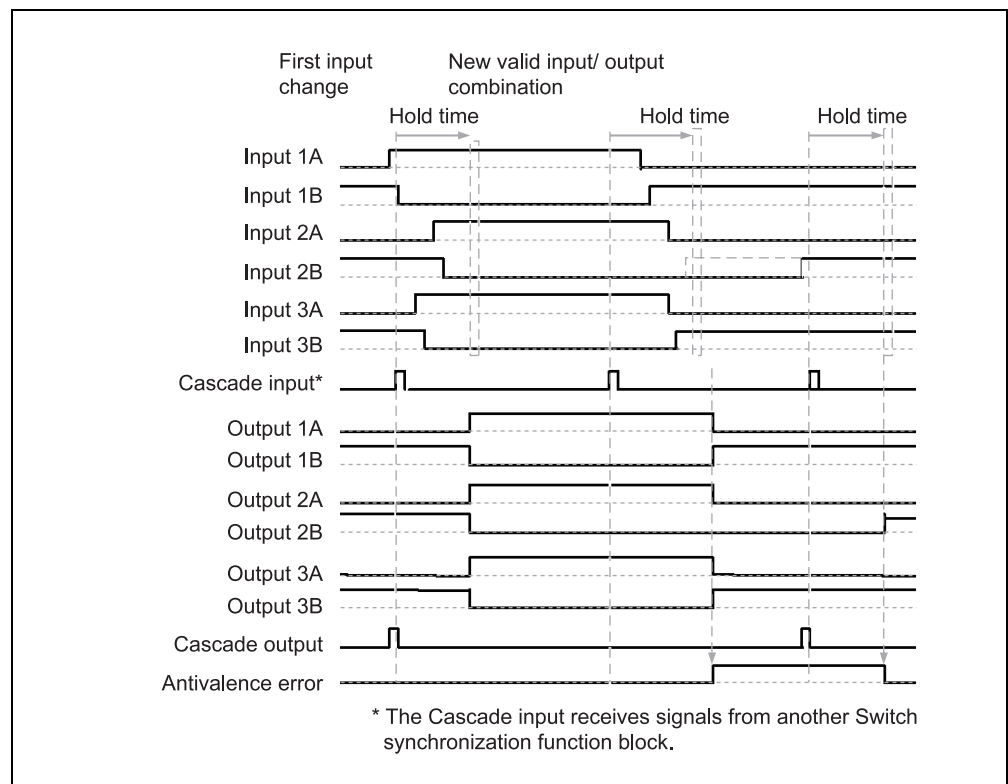 First input
change
New valid input/ output
combination
Hold time
Hold time
Hold time
Input 1A
Input 1B
Input 2A
Input 2B
Input 3A
Input 3B
Cascade input*
Output 1A
Output 1B
Output 2A
Output 2B
Output 3A
Output 3B
Cascade output
Antivalence error
* The Cascade input receives signals from another Switch
synchronization function block.